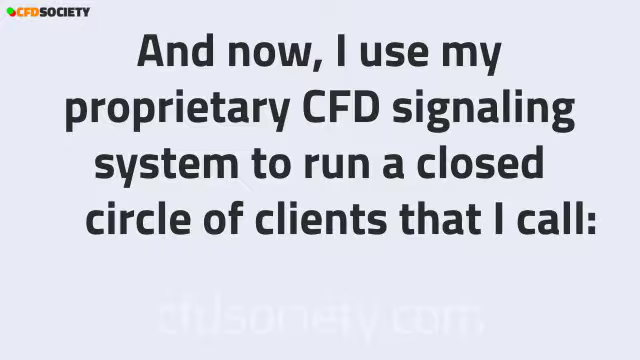 CFDSOCIETY
And now, I use my
proprietary CFD signaling
system to run a closed
circle of clients that I call:
cfdsociety.com